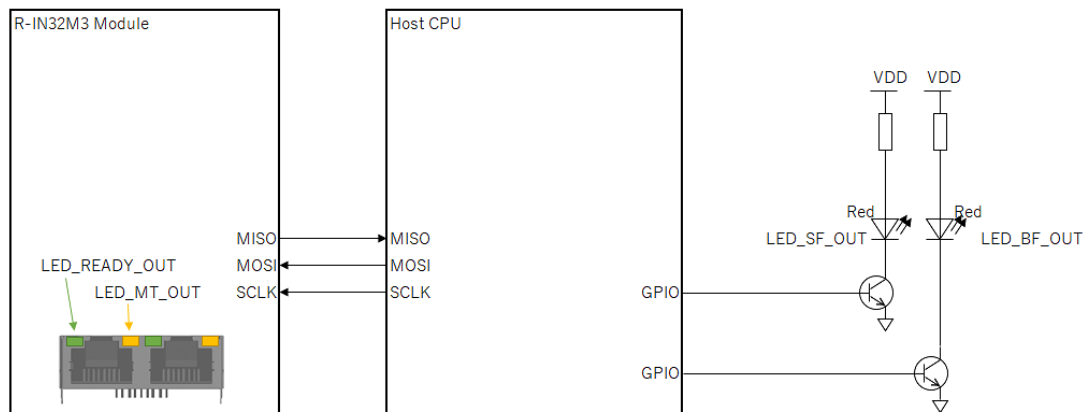 R-IN32M3 Module
Host CPU
VDD VDD
Red Red
LED_SF_OUT LED_BF_OUT
MISO MISO
MOSI MOSI
LED_READY_OUT
LED_MT_OUT
SCLK SCLK
GPIO
GPIO